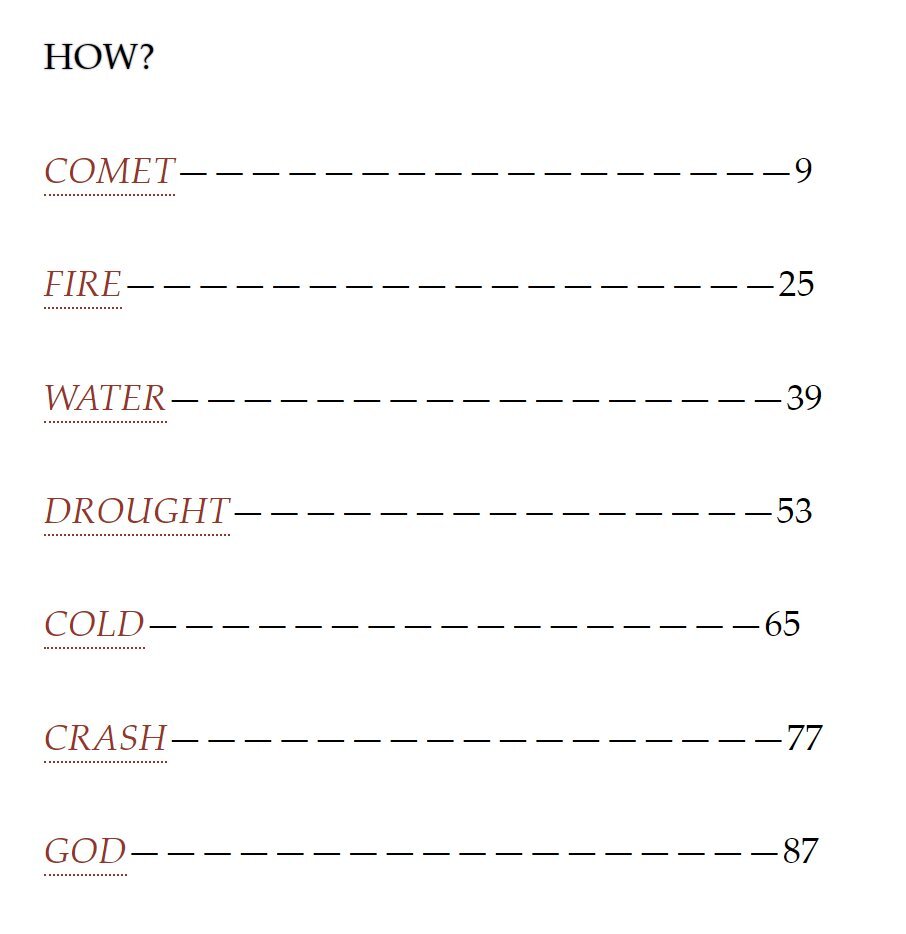 HOW?
COMET — — — — — — — — — — — — — — — — — 9
FIRE — — — — — — — — — — — — — — — — — — 25
WATER — — — — — — — — — — — — — — — — — 39
DROUGHT — — — — — — — — — — — — — — — 53
COLD — — — — — — — — — — — — — — — — — 65
CRASH — — — — — — — — — — — — — — — — — 77
GOD — — — — — — — — — — — — — — — — — — 87